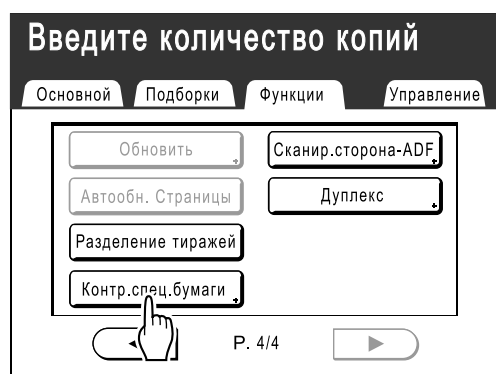 Введите количество копий
Основной Подборки Функции Управление
Обновить Сканир.сторона-ADF
Автообн. Страницы Дуплекс
Разделение тиражей
Контр.спец.бумаги
P. 4/4